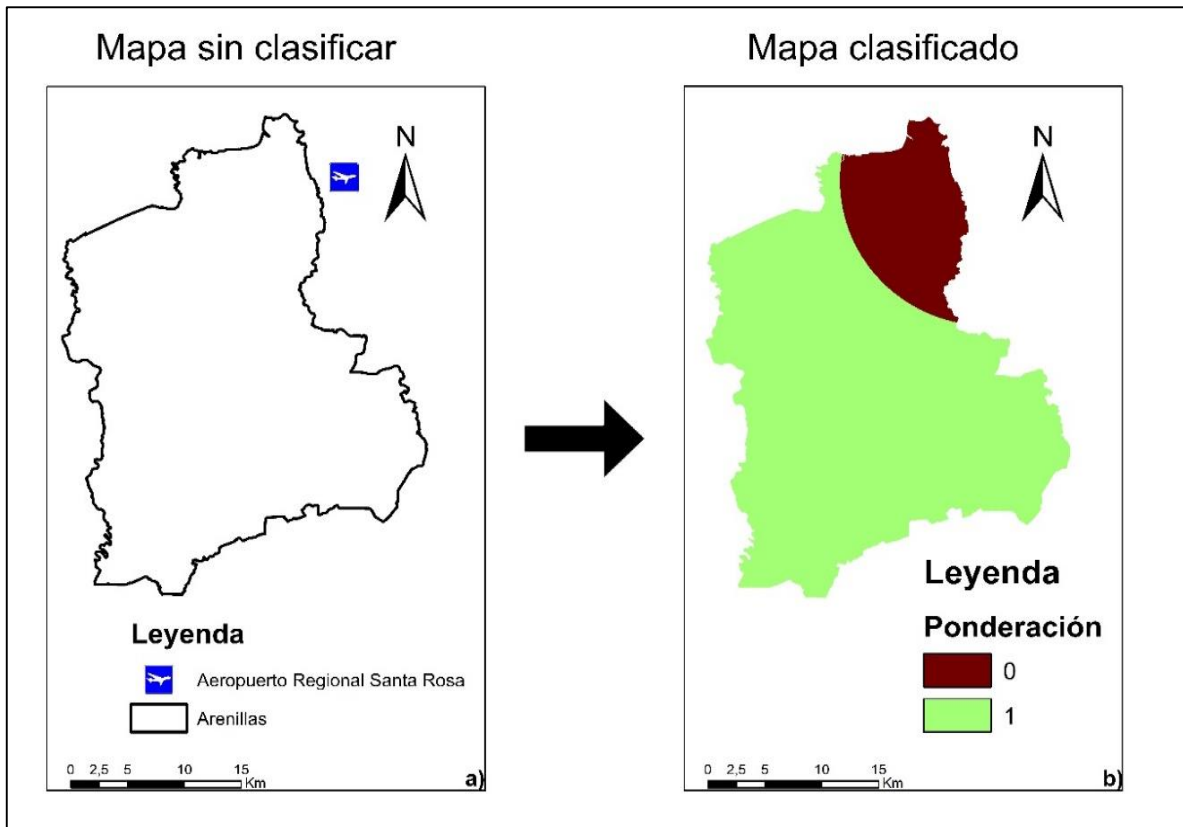 Mapa sin clasificar
N
Leyenda
Aeropuerto Regional Santa Rosa
Arenillas
0 2,5 5 10 15
Km
a)
Mapa clasificado
N
Leyenda
Ponderación
0
1
0 2,5 5 10 15
Km
b)